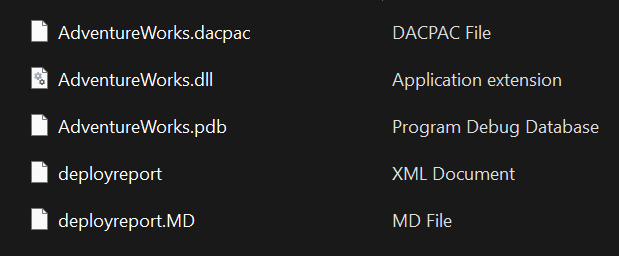 AdventureWorks.dacpac DACPAC File
AdventureWorks.dll Application extension
AdventureWorks.pdb Program Debug Database
deployreport XML Document
deployreport.MD MD File